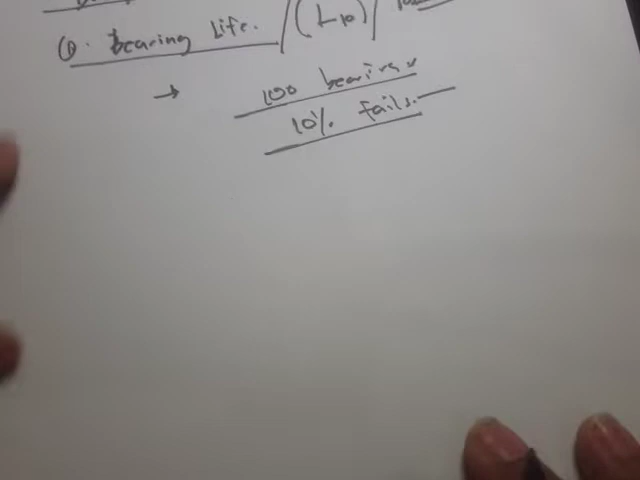 ①. bearing Life. / (L10) /
→ 100 bearings
10% fails.